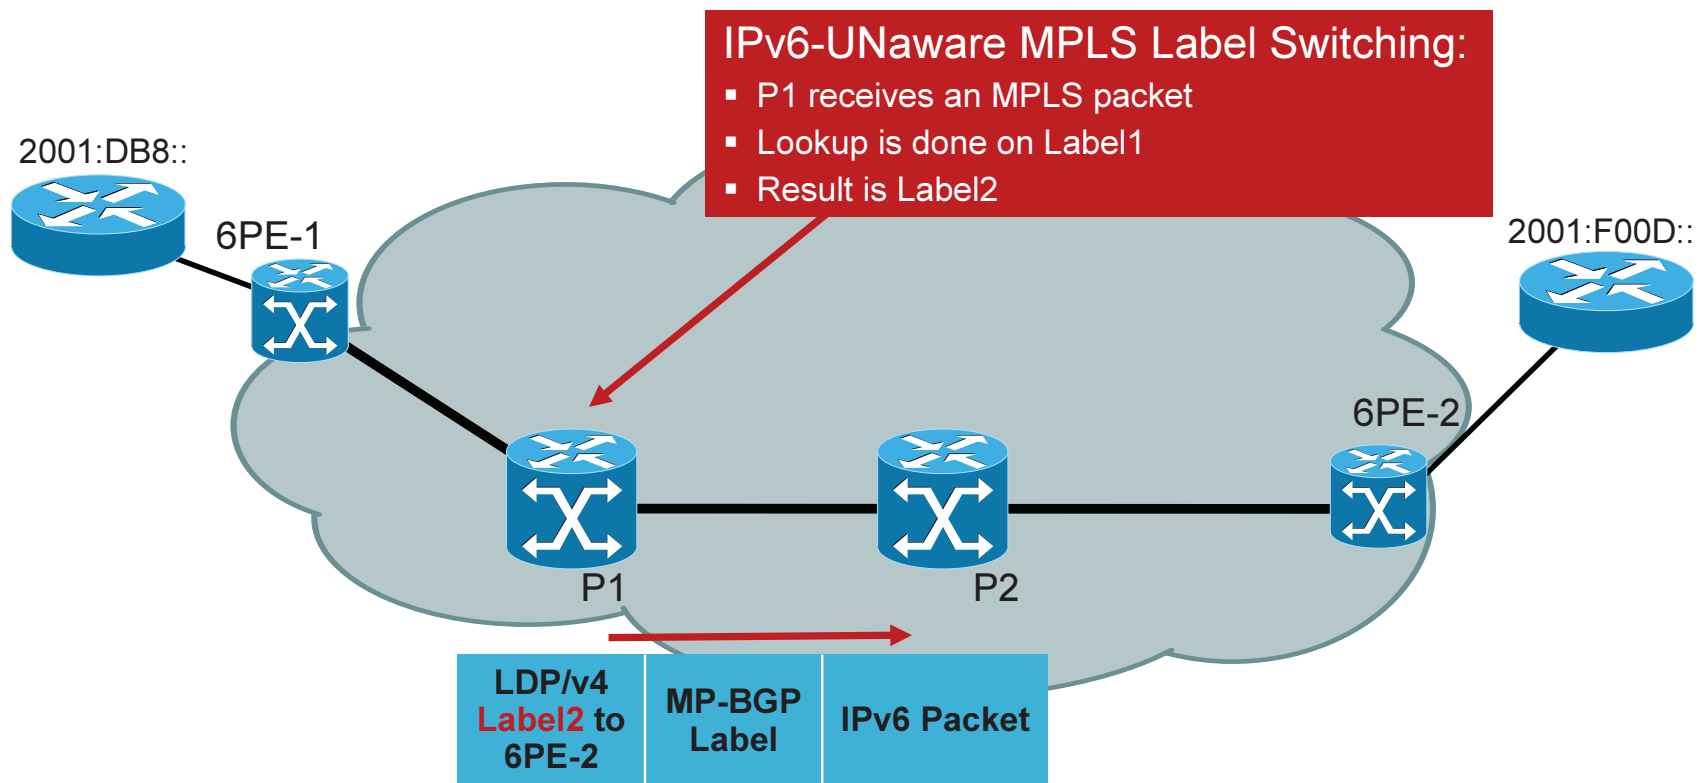 IPv6-UNaware MPLS Label Switching:
▪ P1 receives an MPLS packet
▪ Lookup is done on Label1
▪ Result is Label2
2001:DB8::
6PE-1
2001:F00D::
6PE-2
P1
P2
LDP/v4
Label2 to
6PE-2
MP-BGP
Label
IPv6 Packet